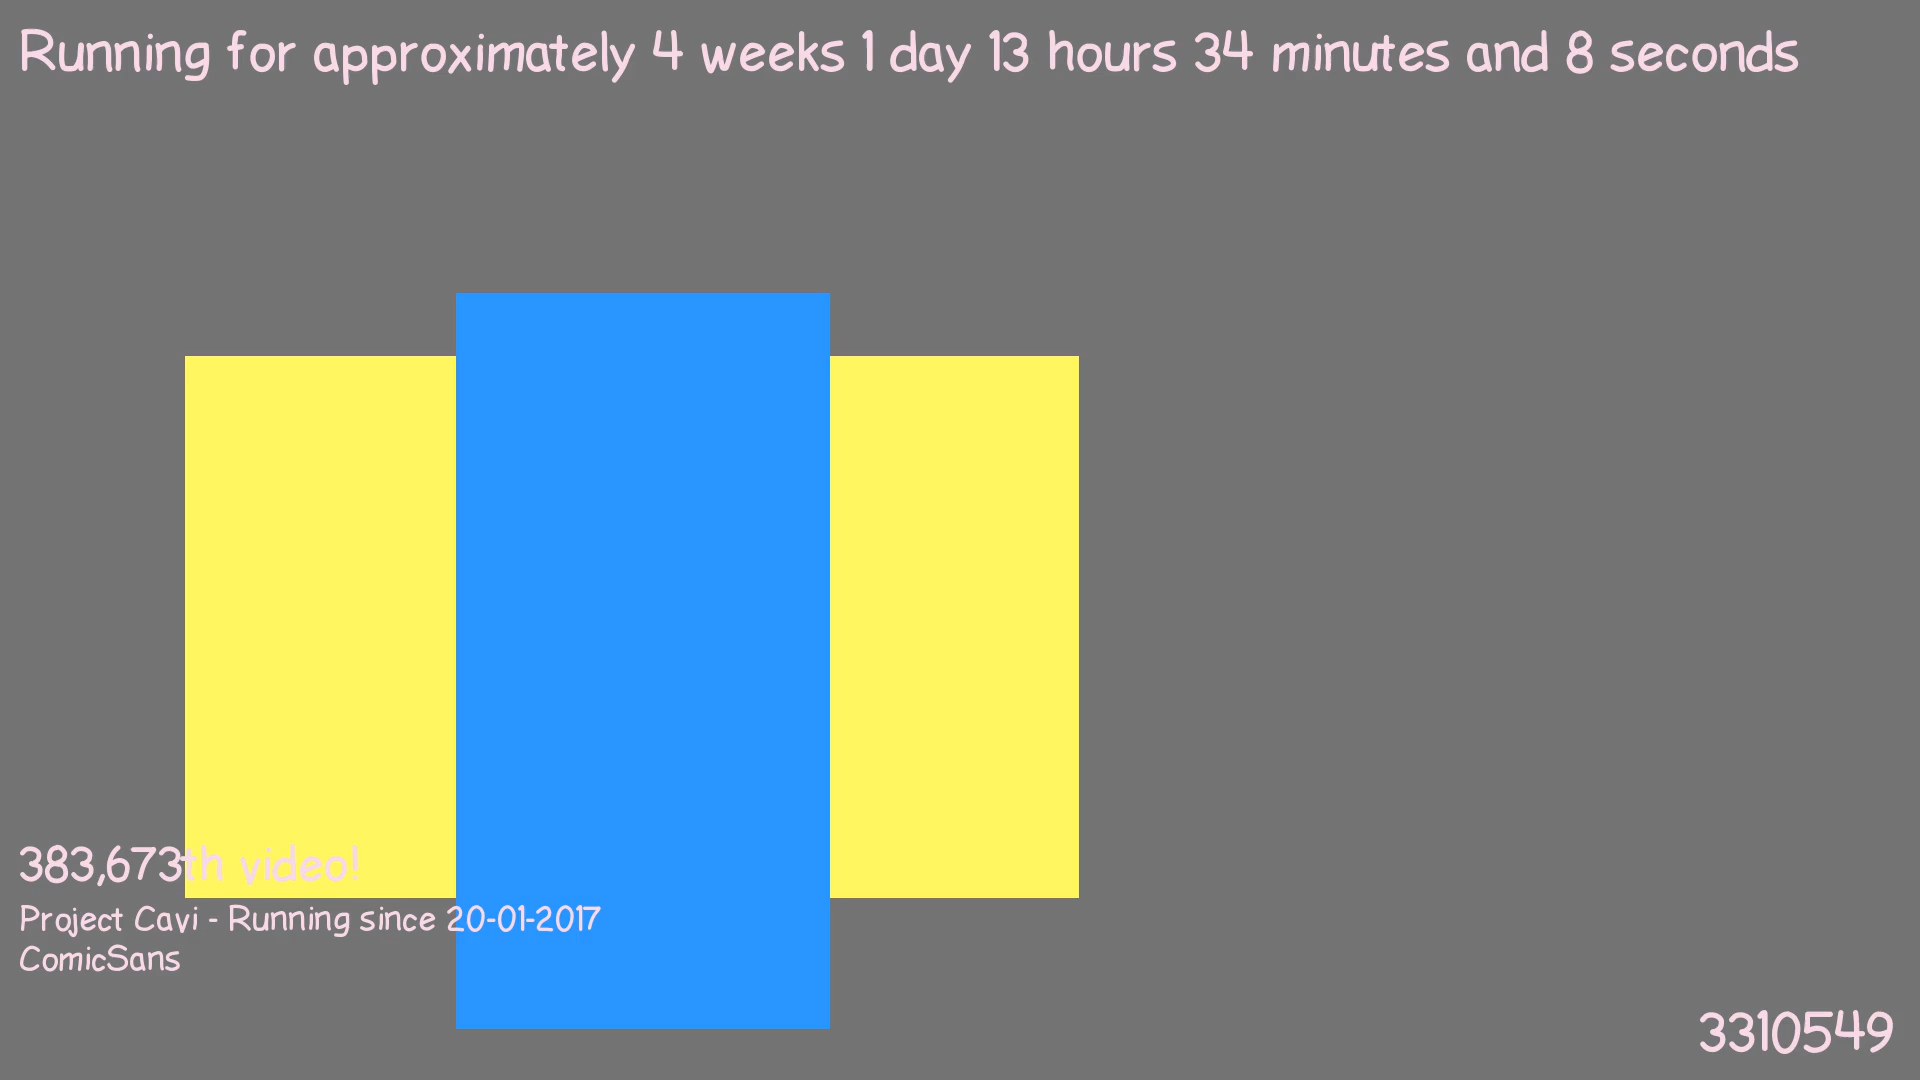 Running for approximately 4 weeks 1 day 13 hours 34 minutes and 8 seconds
383,673th video!
Project Cavi - Running since 20-01-2017
ComicSans
3310549